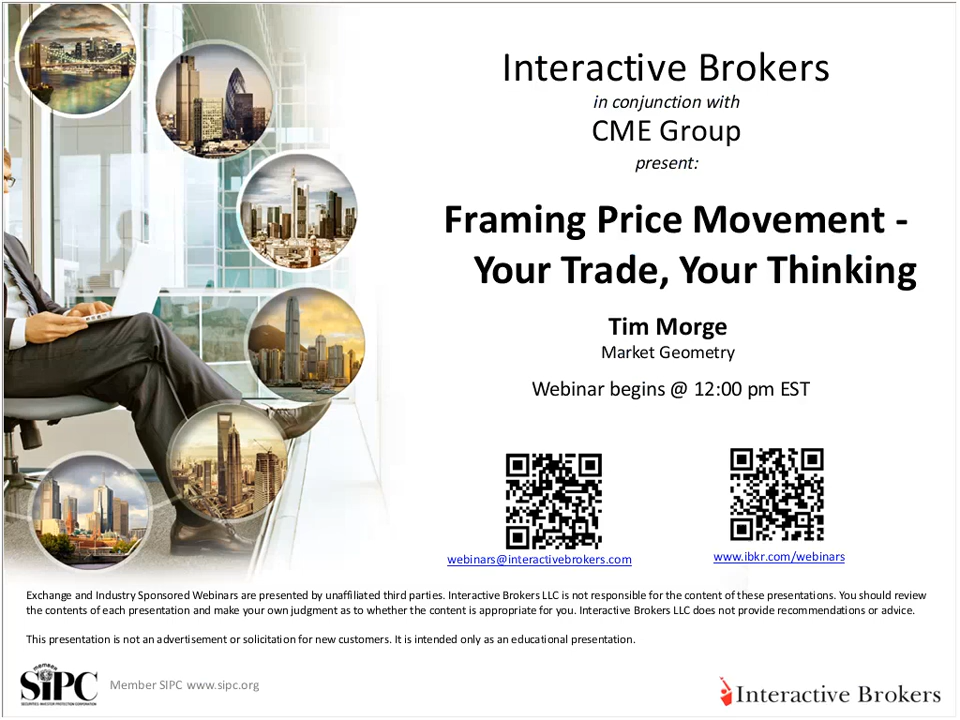 Interactive Brokers
in conjunction with
CME Group
present:
Framing Price Movement -
Your Trade, Your Thinking
Tim Morge
Market Geometry
Webinar begins @ 12:00 pm EST
webinars@interactivebrokers.com
www.ibkr.com/webinars
Exchange and Industry Sponsored Webinars are presented by unaffiliated third parties. Interactive Brokers LLC is not responsible for the content of these presentations. You should review
the contents of each presentation and make your own judgment as to whether the content is appropriate for you. Interactive Brokers LLC does not provide recommendations or advice.
This presentation is not an advertisement or solicitation for new customers. It is intended only as an educational presentation.
MEMBER
SIPC
SECURITIES INVESTOR PROTECTION CORPORATION
Member SIPC www.sipc.org
Interactive Brokers